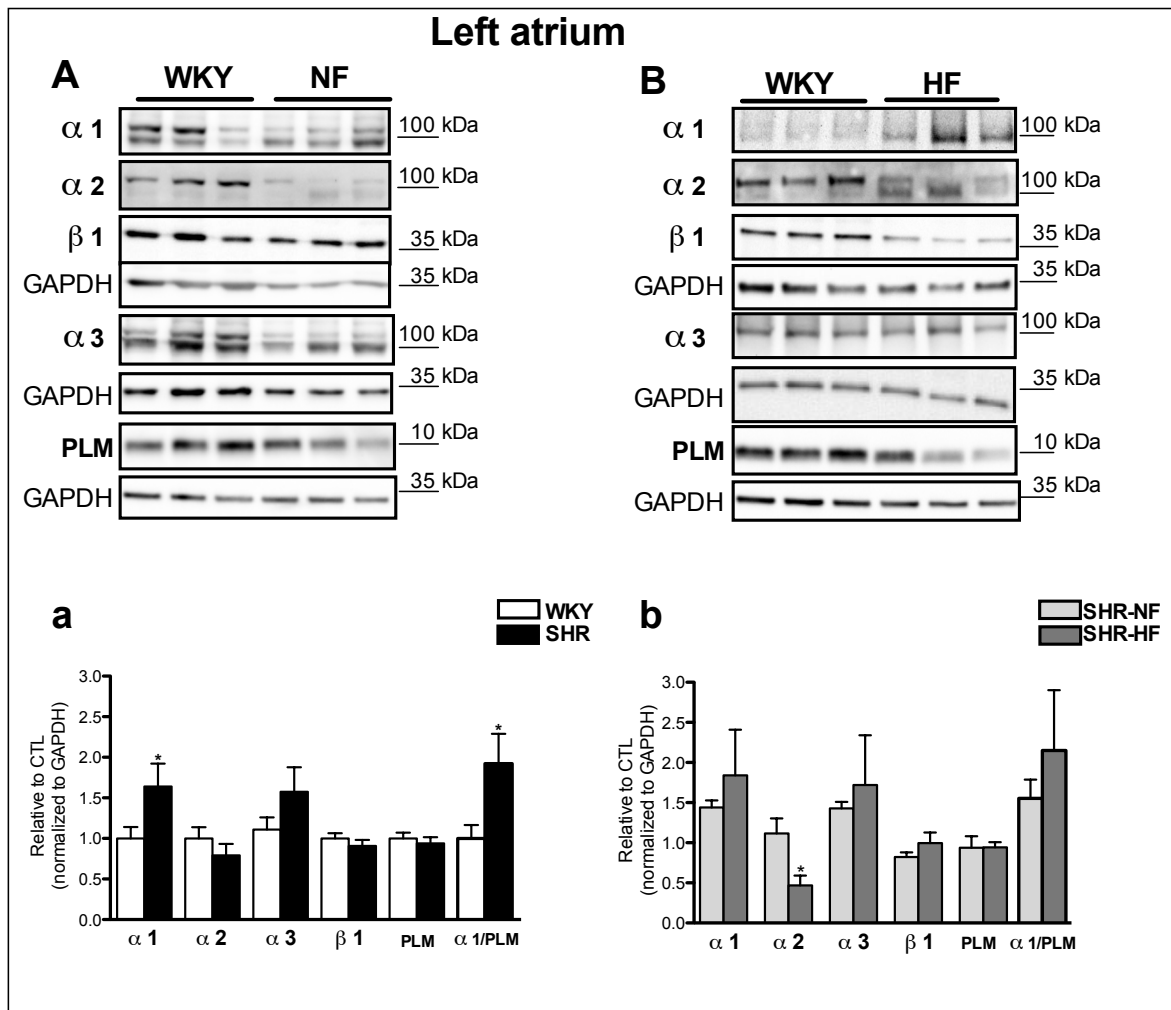 Left atrium
A
WKY NF
α 1
100 kDa
α 2
100 kDa
β 1
35 kDa
GAPDH
35 kDa
α 3
100 kDa
GAPDH
35 kDa
PLM
10 kDa
GAPDH
35 kDa
B
WKY HF
α 1
100 kDa
α 2
100 kDa
β 1
35 kDa
GAPDH
35 kDa
α 3
100 kDa
GAPDH
35 kDa
PLM
10 kDa
GAPDH
35 kDa
a
WKY
SHR
Relative to CTL
(normalized to GAPDH)
3.0
2.5
2.0
1.5
1.0
0.5
0.0
* *
α 1 α 2 α 3 β 1 PLM α 1/PLM
b
SHR-NF
SHR-HF
Relative to CTL
(normalized to GAPDH)
3.0
2.5
2.0
1.5
1.0
0.5
0.0
*
α 1 α 2 α 3 β 1 PLM α 1/PLM